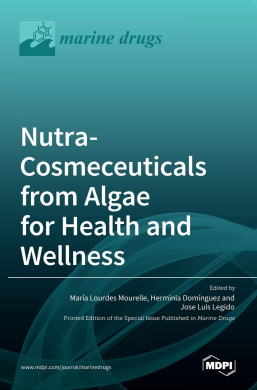 marine drugs
Nutra-
Cosmeceuticals
from Algae
for Health and
Wellness
Edited by
María Lourdes Mourelle, Herminia Domínguez and
Jose Luis Legido
Printed Edition of the Special Issue Published in Marine Drugs
www.mdpi.com/journal/marinedrugs
MDPI